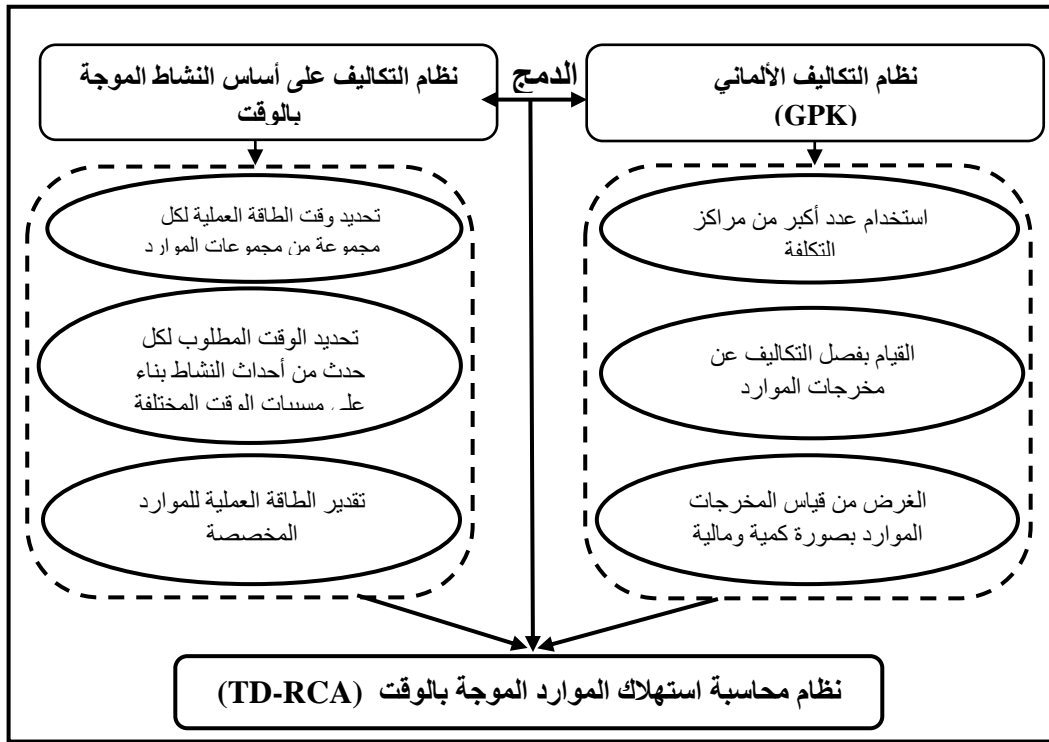 نظام التكاليف الألماني
(GPK)
الدمج
نظام التكاليف على أساس النشاط الموجة
بالوقت
استخدام عدد أكبر من مراكز
التكلفة
القيام بفصل التكاليف عن
مخرجات الموارد
الغرض من قياس المخرجات
الموارد بصورة كمية ومالية
تحديد وقت الطاقة العملية لكل
مجموعة من مجموعات الموارد
تحديد الوقت المطلوب لكل
حدث من أحداث النشاط بناء
على مسببات الوقت المختلفة
تقدير الطاقة العملية للموارد
المخصصة
نظام محاسبة استهلاك الموارد الموجة بالوقت (TD-RCA)